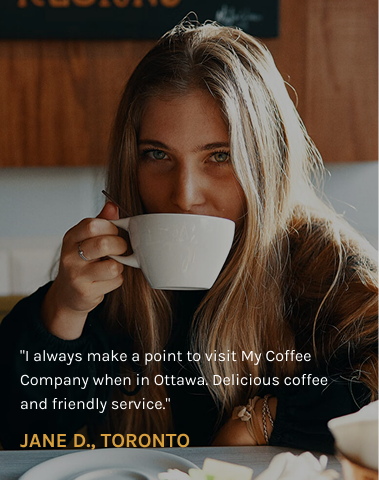 "I always make a point to visit My Coffee
Company when in Ottawa. Delicious coffee
and friendly service."
JANE D., TORONTO